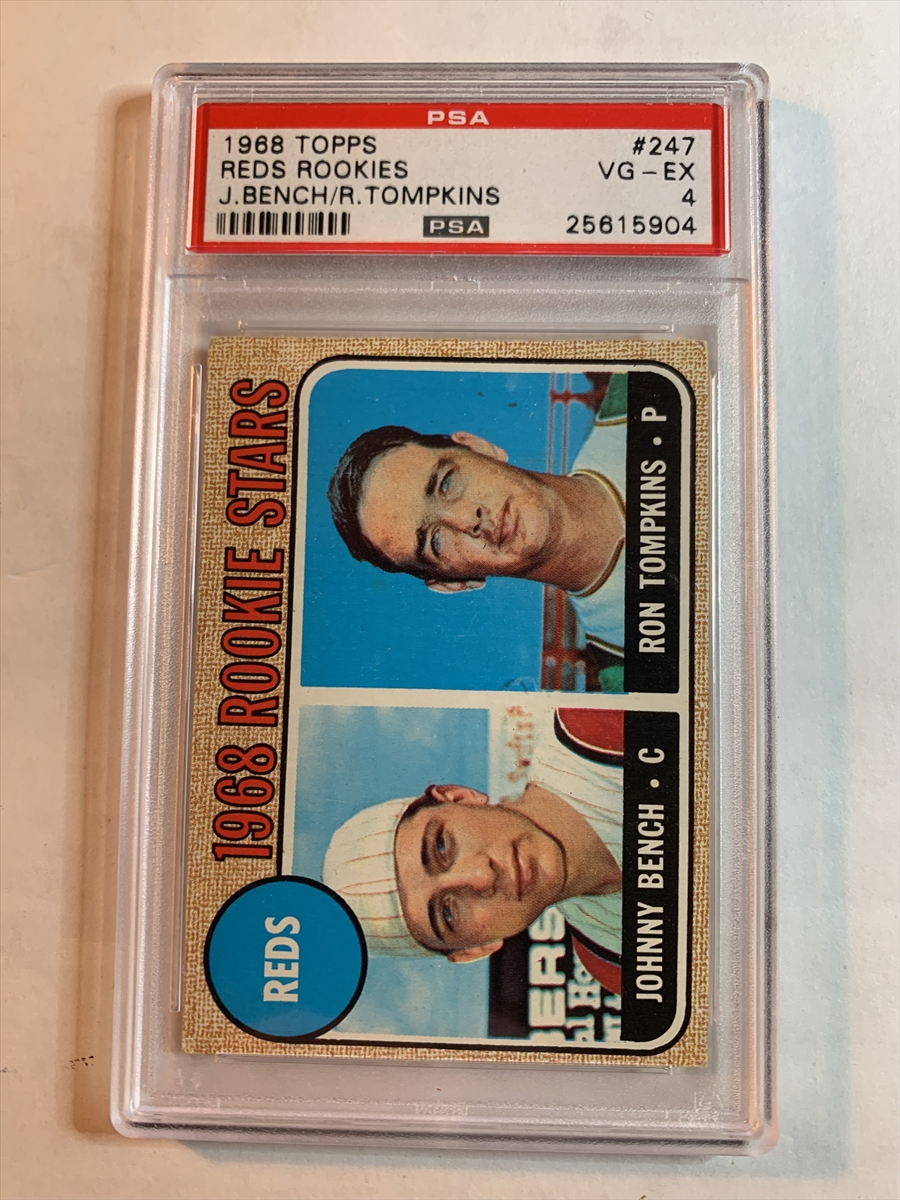 PSA
1968 TOPPS #247
REDS ROOKIES VG-EX
J.BENCH/R.TOMPKINS 4
PSA 25615904
1968 ROOKIE STARS
REDS
JOHNNY BENCH • C
RON TOMPKINS • P
ERS